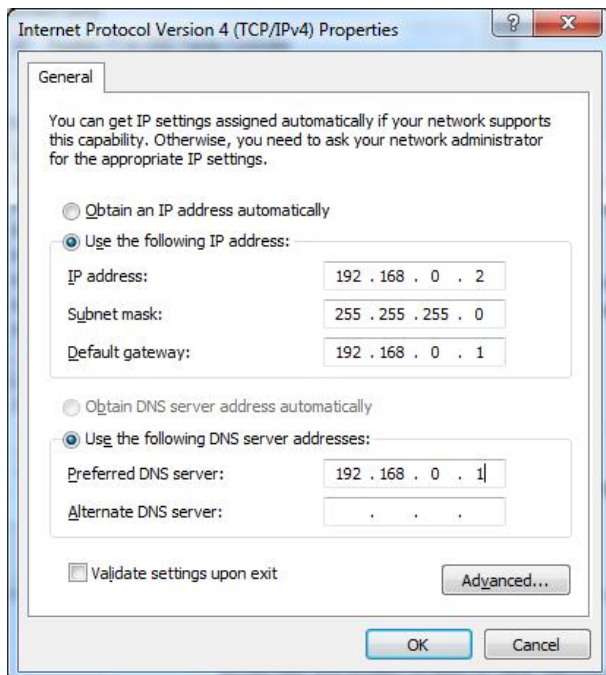 Internet Protocol Version 4 (TCP/IPv4) Properties
?
General
You can get IP settings assigned automatically if your network supports
this capability. Otherwise, you need to ask your network administrator
for the appropriate IP settings.
Obtain an IP address automatically
Use the following IP address:
IP address: 192 . 168 . 0 . 2
Subnet mask: 255 . 255 . 255 . 0
Default gateway: 192 . 168 . 0 . 1
Obtain DNS server address automatically
Use the following DNS server addresses:
Preferred DNS server: 192 . 168 . 0 . 1
Alternate DNS server: . . .
Validate settings upon exit
Advanced...
OK Cancel